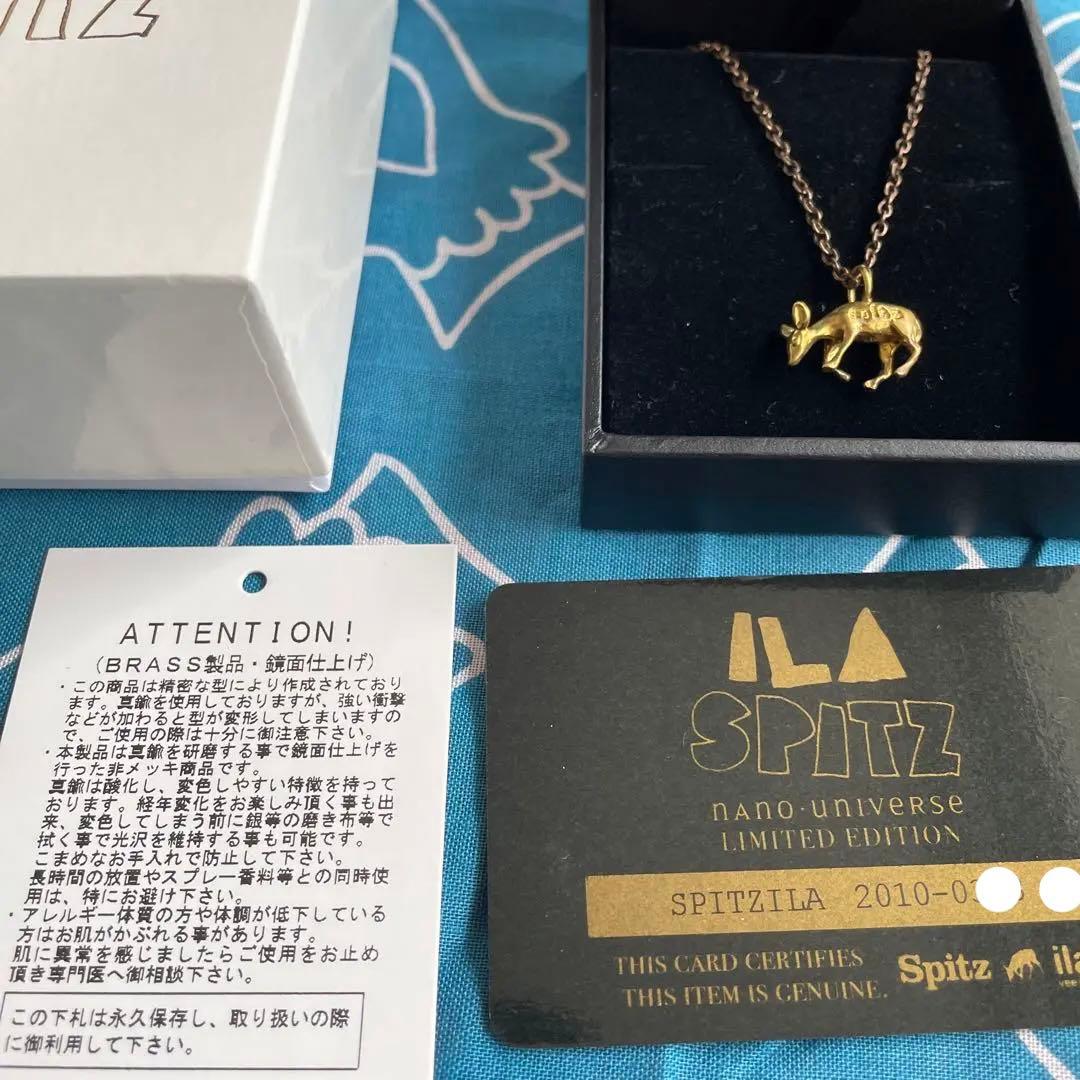 spitz
ATTENTION!
(BRASS製品・鏡面仕上げ)
・この商品は精密な型により作成されており
ます。真鍮を使用しておりますが、強い衝撃
などが加わると型が変形してしまいますの
で、ご使用の際は十分に御注意下さい。
・本製品は真鍮を研磨する事で鏡面仕上げを
行った非メッキ商品です。
真鍮は酸化し、変色しやすい特徴を持って
おります。経年変化をお楽しみ頂く事も出
来、変色してしまう前に銀等の磨き布等で
拭く事で光沢を維持する事も可能です。
こまめなお手入れで防止して下さい。
長時間の放置やスプレー香料等との同時使
用は、特にお避け下さい。
・アレルギー体質の方や体調が低下している
方はお肌がかぶれる事があります。
肌に異常を感じましたらご使用をお止め
頂き専門医へ御相談下さい。
この下札は永久保存し、取り扱いの際
に御利用して下さい。
ILA
SPITZ
nano・universe
LIMITED EDITION
SPITZILA 2010-0
THIS CARD CERTIFIES
THIS ITEM IS GENUINE.
Spitz ila